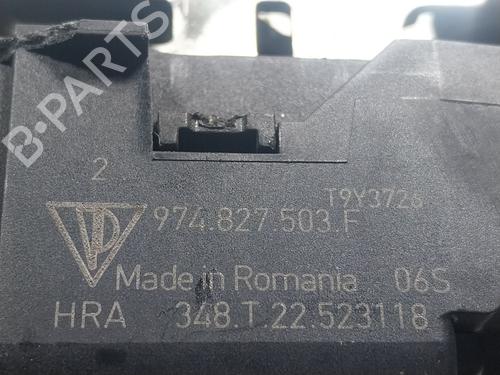 B-PARTS
2
T9Y3726
974.827.503.F
Made in Romania 06S
HRA 348.T.22.523118